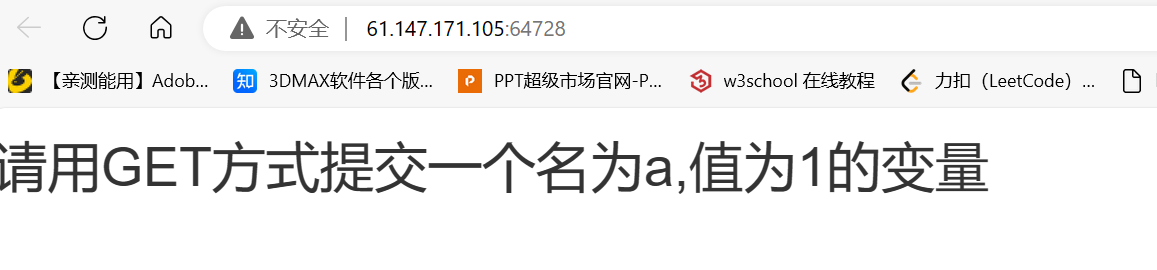 不安全 | 61.147.171.105:64728
【亲测能用】Adob... 知 3DMAX软件各个版... P PPT超级市场官网-P... w3school 在线教程 力扣（LeetCode）...
请用GET方式提交一个名为a,值为1的变量